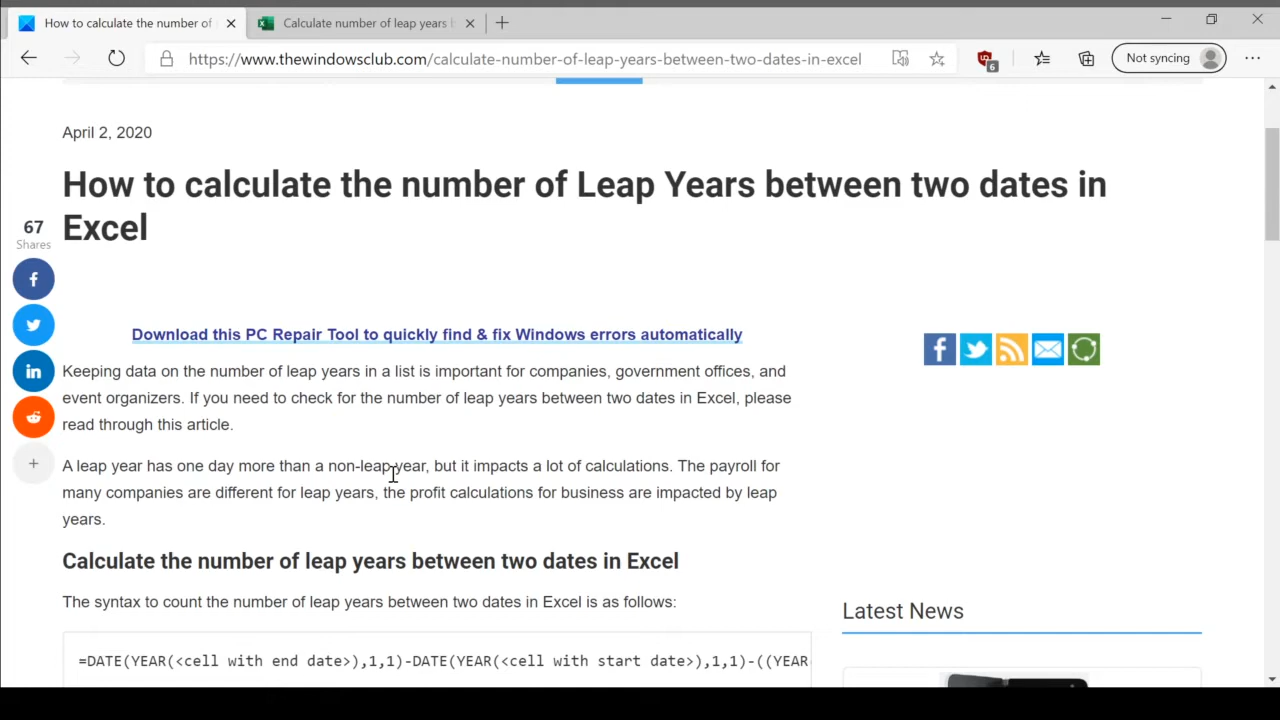 How to calculate the number of
Calculate number of leap years b
https://www.thewindowsclub.com/calculate-number-of-leap-years-between-two-dates-in-excel
6
Not syncing
April 2, 2020
How to calculate the number of Leap Years between two dates in
Excel
67
Shares
Download this PC Repair Tool to quickly find & fix Windows errors automatically
Keeping data on the number of leap years in a list is important for companies, government offices, and
event organizers. If you need to check for the number of leap years between two dates in Excel, please
read through this article.
A leap year has one day more than a non-leap year, but it impacts a lot of calculations. The payroll for
many companies are different for leap years, the profit calculations for business are impacted by leap
years.
Calculate the number of leap years between two dates in Excel
The syntax to count the number of leap years between two dates in Excel is as follows:
=DATE(YEAR(<cell with end date>),1,1)-DATE(YEAR(<cell with start date>),1,1)-((YEAR
Latest News